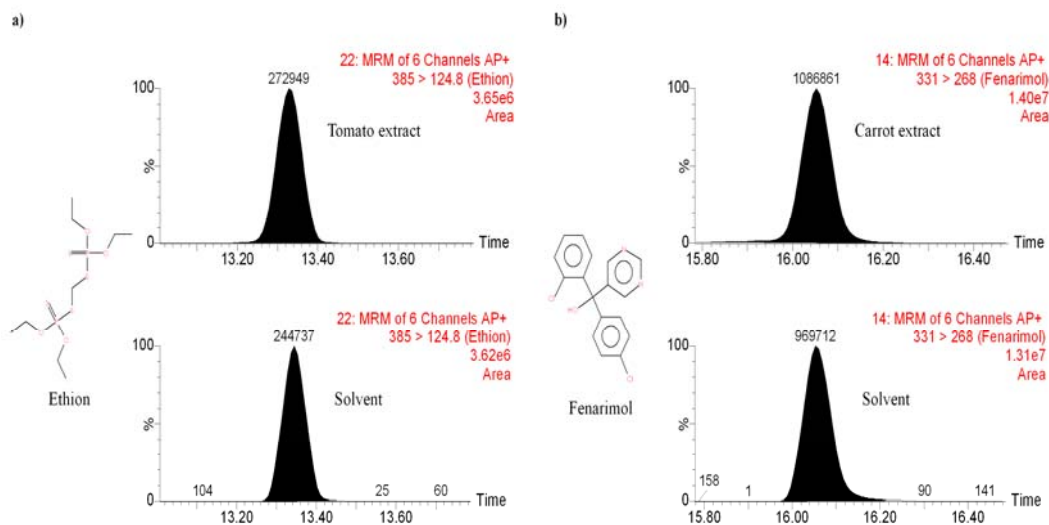 a)
22: MRM of 6 Channels AP+
385 > 124.8 (Ethion)
3.65e6
Area
272949
100
%
0
Tomato extract
Time
13.20 13.40 13.60
Ethion
22: MRM of 6 Channels AP+
385 > 124.8 (Ethion)
3.62e6
Area
244737
100
%
0
Solvent
104 25 60
Time
13.20 13.40 13.60
b)
14: MRM of 6 Channels AP+
331 > 268 (Fenarimol)
1.40e7
Area
1086861
100
%
0
Carrot extract
Time
15.80 16.00 16.20 16.40
Fenarimol
14: MRM of 6 Channels AP+
331 > 268 (Fenarimol)
1.31e7
Area
969712
100
%
0
Solvent
158 1 90 141
Time
15.80 16.00 16.20 16.40